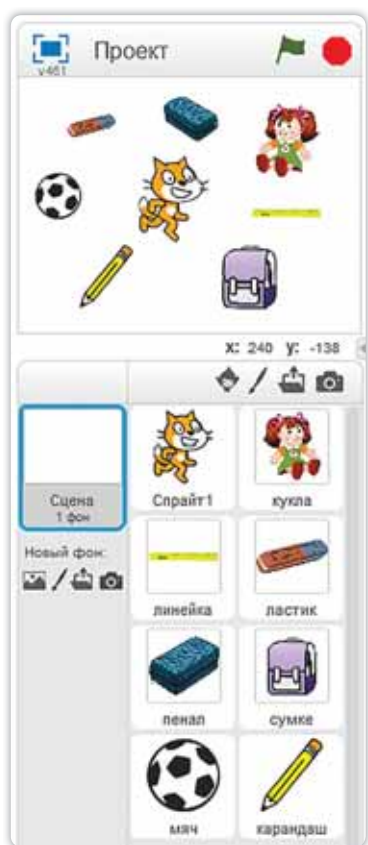 Проект
v461
x: 240 y: -138
Спрайт1 кукла
Сцена
1 фон
Новый фон:
линейка ластик
пенал сумке
мяч карандаш